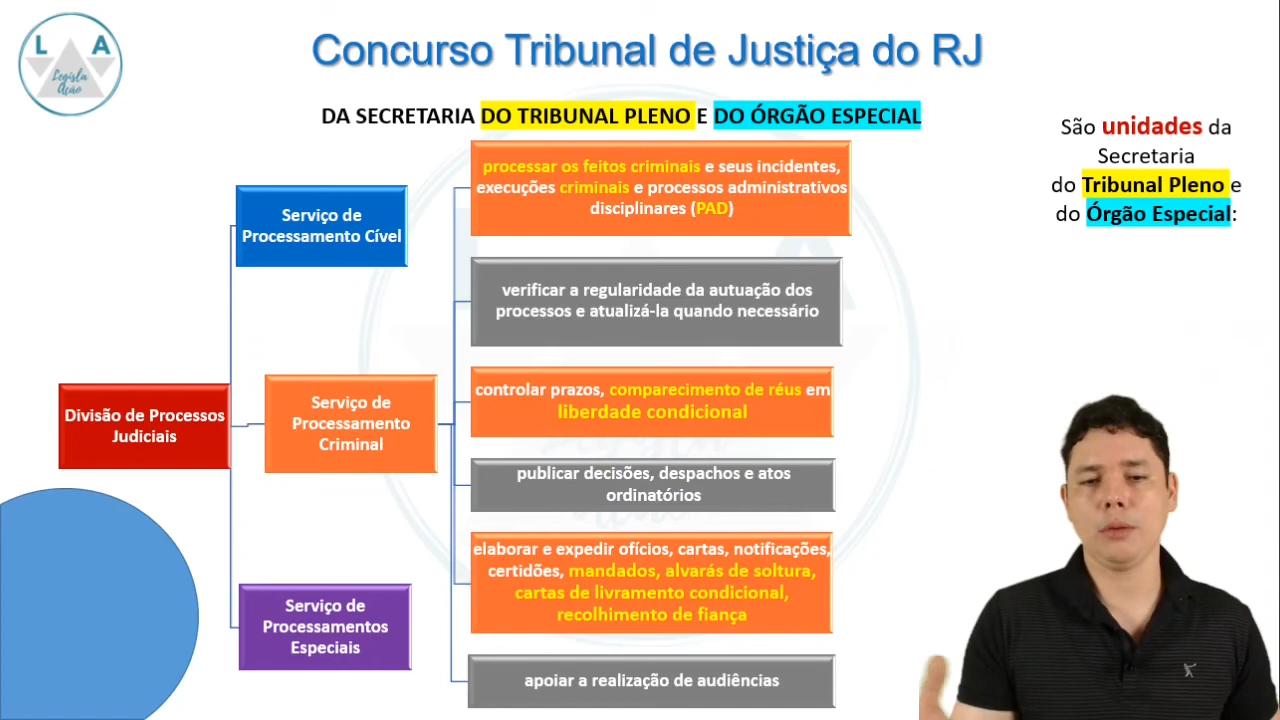 L A
Legisla
Ação
Concurso Tribunal de Justiça do RJ
DA SECRETARIA DO TRIBUNAL PLENO E DO ÓRGÃO ESPECIAL
São unidades da
Secretaria
do Tribunal Pleno e
do Órgão Especial:
Divisão de Processos
Judiciais
Serviço de
Processamento Cível
Serviço de
Processamento
Criminal
Serviço de
Processamentos
Especiais
processar os feitos criminais e seus incidentes,
execuções criminais e processos administrativos
disciplinares (PAD)
verificar a regularidade da autuação dos
processos e atualizá-la quando necessário
controlar prazos, comparecimento de réus em
liberdade condicional
publicar decisões, despachos e atos
ordinatórios
elaborar e expedir ofícios, cartas, notificações,
certidões, mandados, alvarás de soltura,
cartas de livramento condicional,
recolhimento de fiança
apoiar a realização de audiências